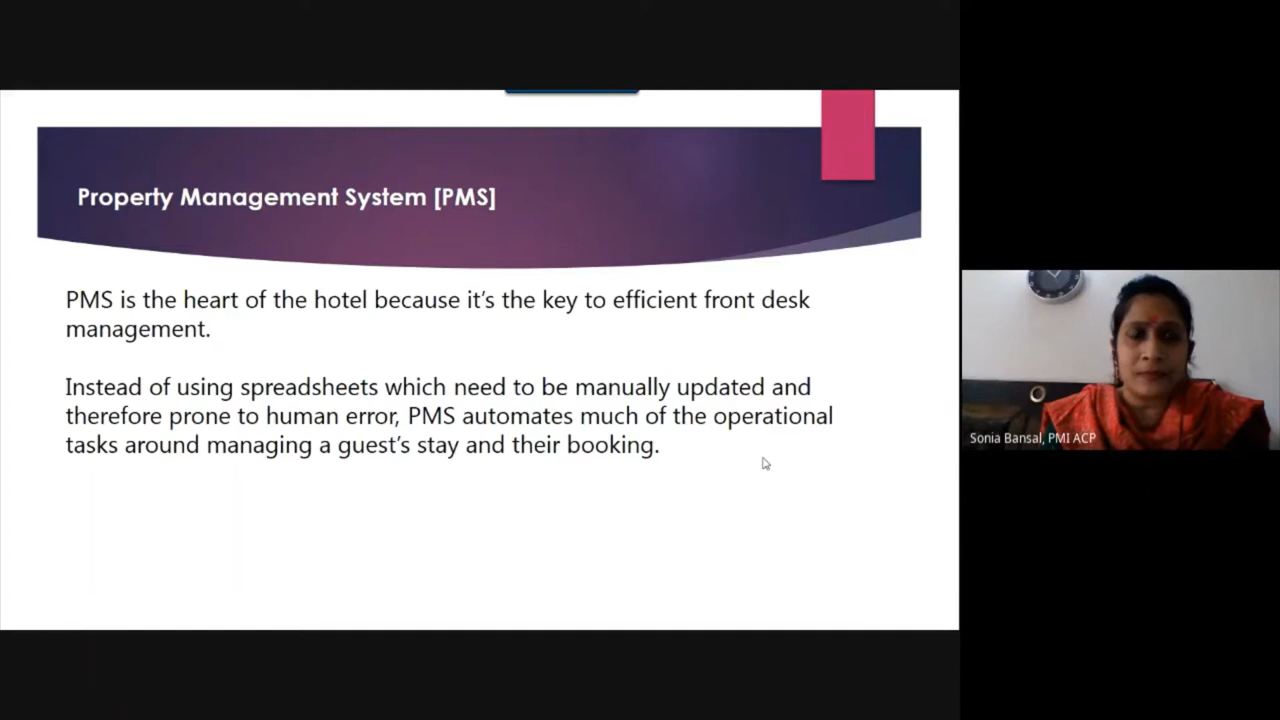 Property Management System [PMS]
PMS is the heart of the hotel because it's the key to efficient front desk
management.
Instead of using spreadsheets which need to be manually updated and
therefore prone to human error, PMS automates much of the operational
tasks around managing a guest's stay and their booking.
Sonia Bansal, PMI ACP